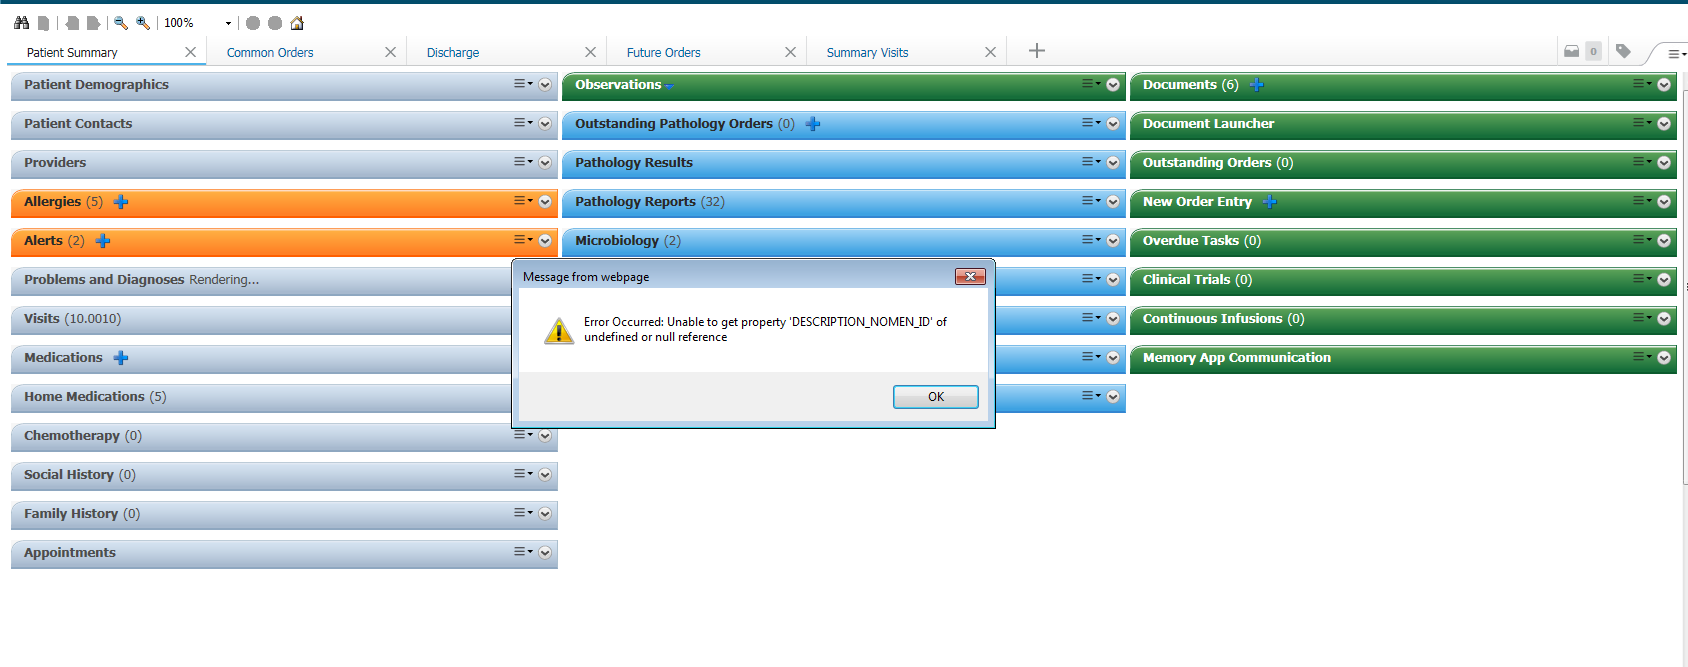 100%
Patient Summary
Common Orders
Discharge
Future Orders
Summary Visits
0
Patient Demographics
Patient Contacts
Providers
Allergies (5)
Alerts (2)
Problems and Diagnoses Rendering...
Visits (10.0010)
Medications
Home Medications (5)
Chemotherapy (0)
Social History (0)
Family History (0)
Appointments
Observations
Outstanding Pathology Orders (0)
Pathology Results
Pathology Reports (32)
Microbiology (2)
Message from webpage
Error Occurred: Unable to get property 'DESCRIPTION_NOMEN_ID' of
undefined or null reference
OK
Documents (6)
Document Launcher
Outstanding Orders (0)
New Order Entry
Overdue Tasks (0)
Clinical Trials (0)
Continuous Infusions (0)
Memory App Communication